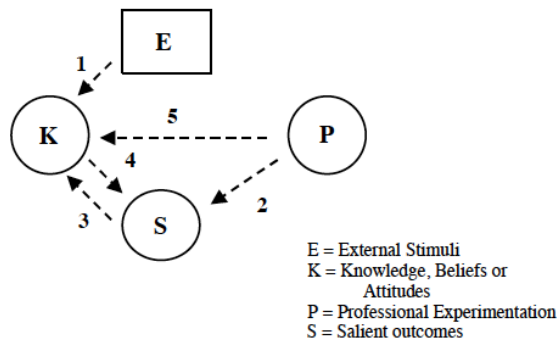 E
1
K
5
P
4
3
S
2
E = External Stimuli
K = Knowledge, Beliefs or
Attitudes
P = Professional Experimentation
S = Salient outcomes